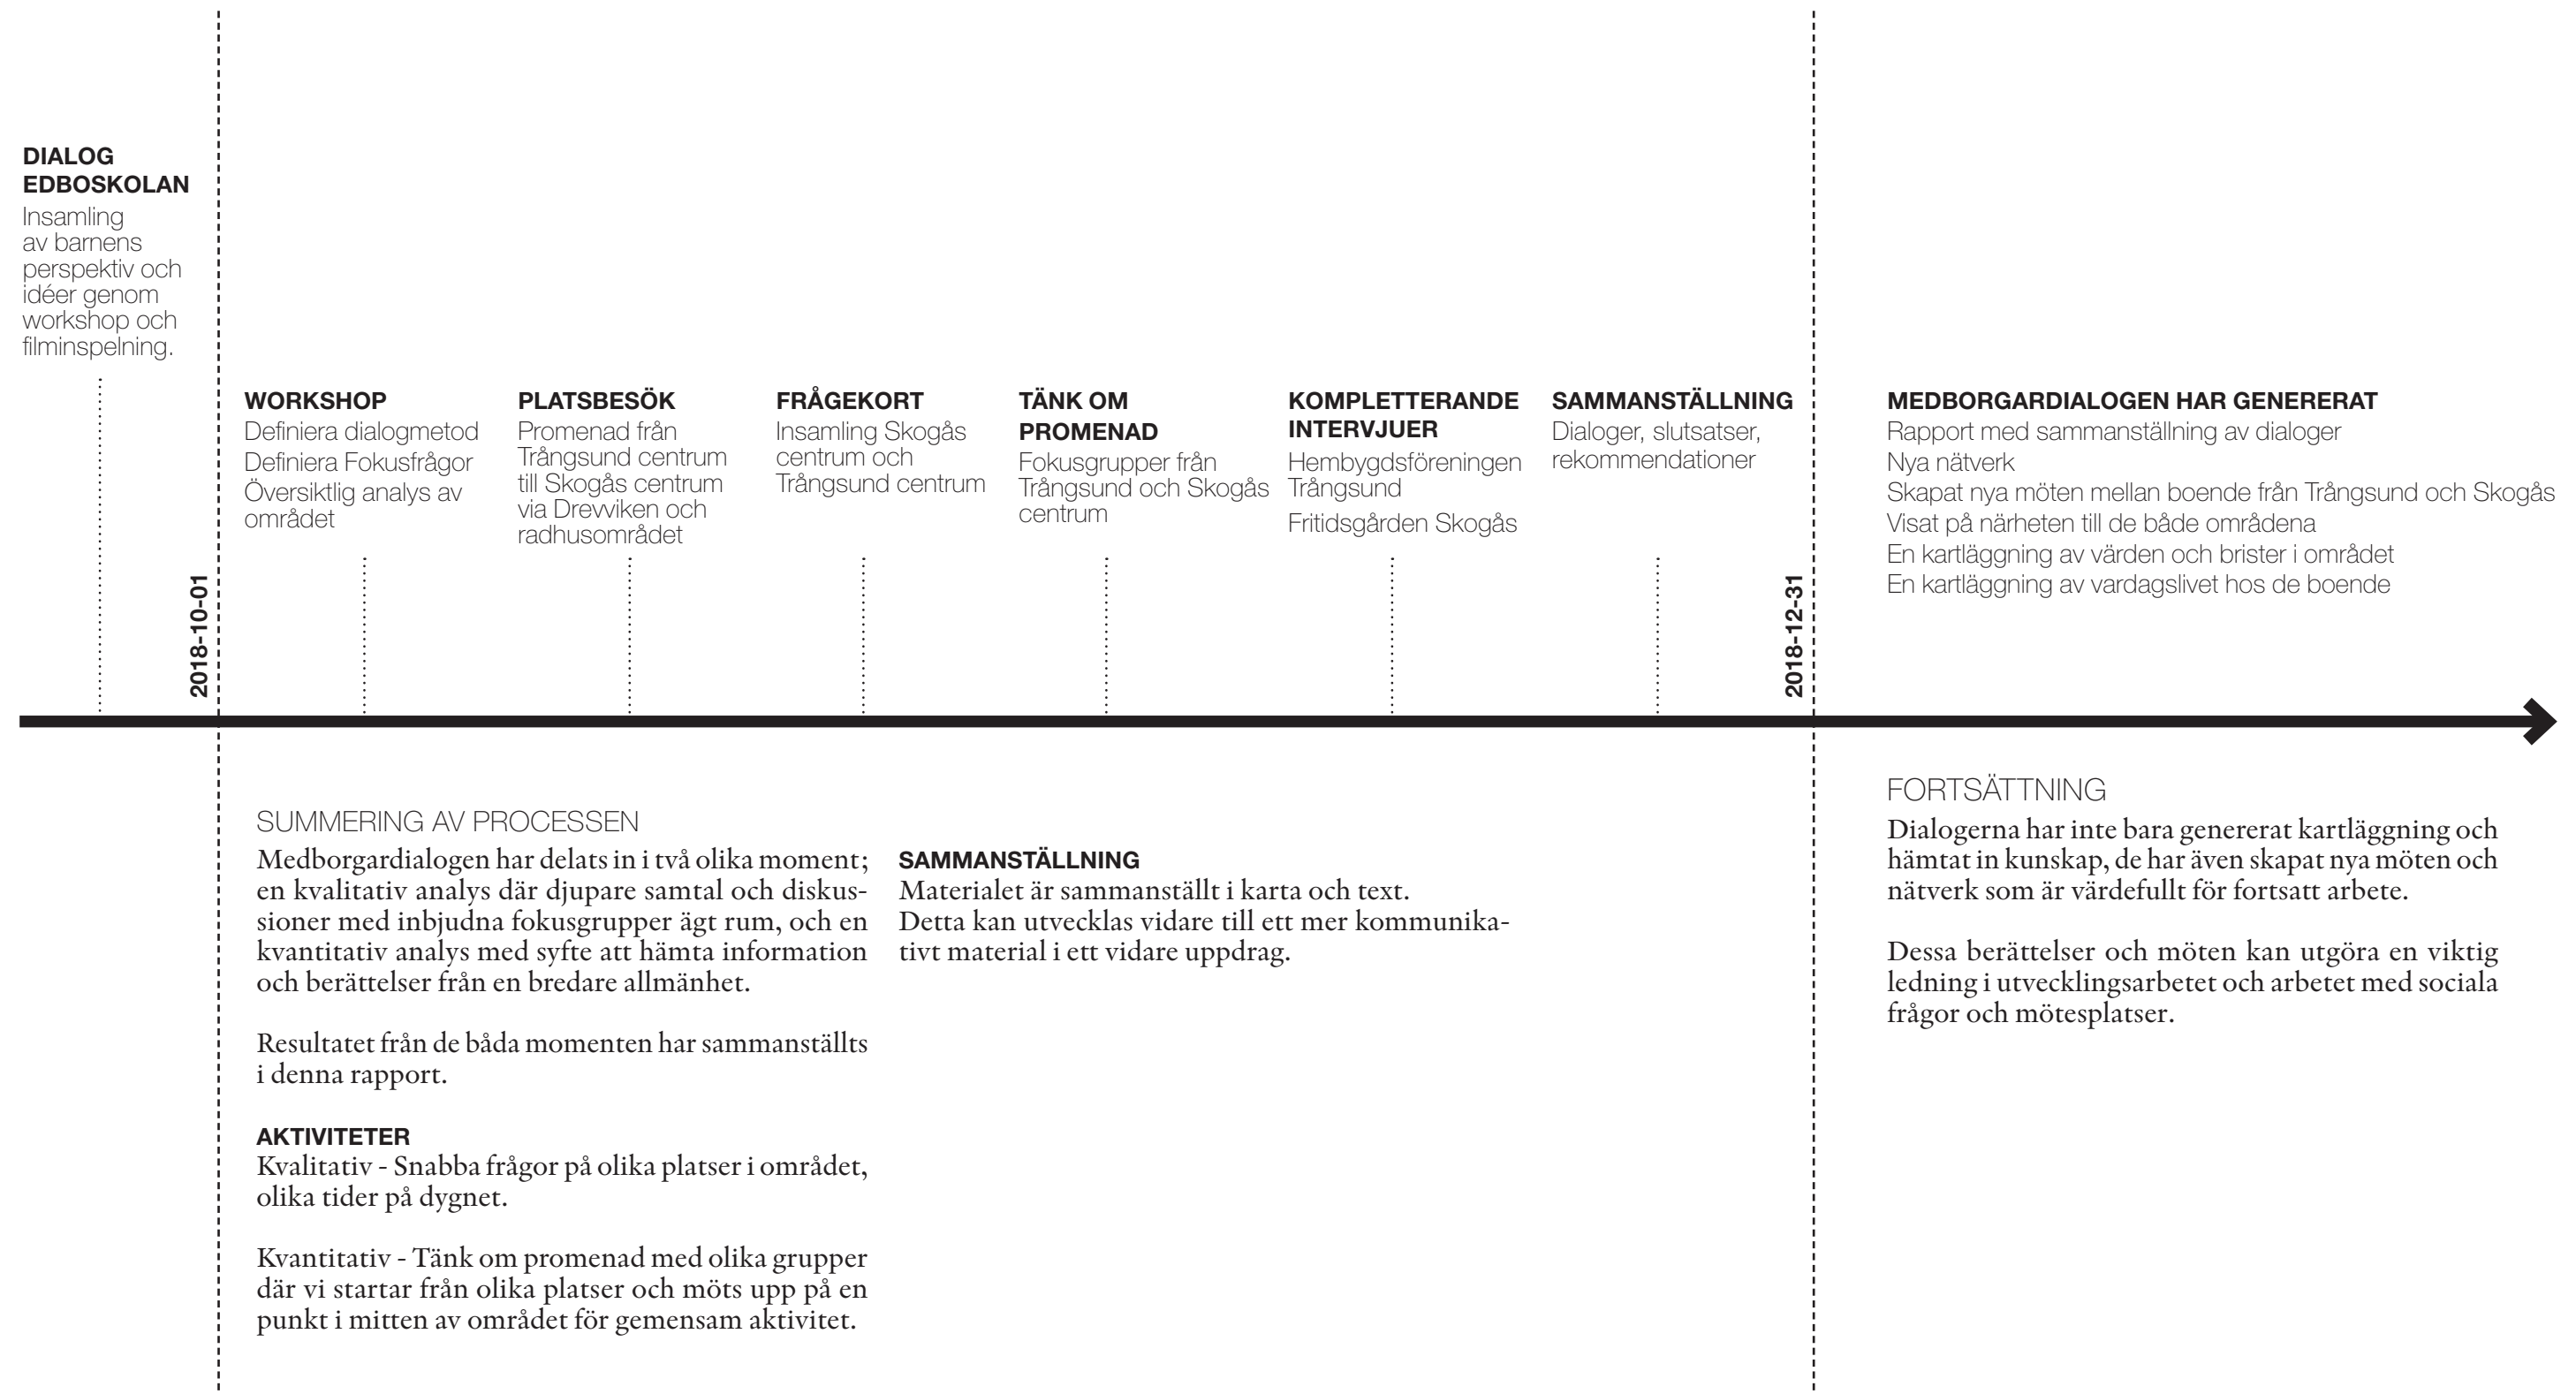 DIALOG
EDBOSKOLAN
Insamling
av barnens
perspektiv och
idéer genom
workshop och
filminspelning.
2018-10-01
WORKSHOP
Definiera dialogmetod
Definiera Fokusfrågor
Översiktlig analys av
området
PLATSBESÖK
Promenad från
Trångsund centrum
till Skogås centrum
via Drevviken och
radhusområdet
FRÅGEKORT
Insamling Skogås
centrum och
Trångsund centrum
TÄNK OM
PROMENAD
Fokusgrupper från
Trångsund och Skogås
centrum
KOMPLETTERANDE
INTERVJUER
Hembygdsföreningen
Trångsund
Fritidsgården Skogås
SAMMANSTÄLLNING
Dialoger, slutsatser,
rekommendationer
2018-12-31
MEDBORGARDIALOGEN HAR GENERERAT
Rapport med sammanställning av dialoger
Nya nätverk
Skapat nya möten mellan boende från Trångsund och Skogås
Visat på närheten till de både områdena
En kartläggning av värden och brister i området
En kartläggning av vardagslivet hos de boende
SUMMERING AV PROCESSEN
Medborgardialogen har delats in i två olika moment;
en kvalitativ analys där djupare samtal och diskus-
sioner med inbjudna fokusgrupper ägt rum, och en
kvantitativ analys med syfte att hämta information
och berättelser från en bredare allmänhet.
Resultatet från de båda momenten har sammanställts
i denna rapport.
AKTIVITETER
Kvalitativ - Snabba frågor på olika platser i området,
olika tider på dygnet.
Kvantitativ - Tänk om promenad med olika grupper
där vi startar från olika platser och möts upp på en
punkt i mitten av området för gemensam aktivitet.
SAMMANSTÄLLNING
Materialet är sammanställt i karta och text.
Detta kan utvecklas vidare till ett mer kommunika-
tivt material i ett vidare uppdrag.
FORTSÄTTNING
Dialogerna har inte bara genererat kartläggning och
hämtat in kunskap, de har även skapat nya möten och
nätverk som är värdefullt för fortsatt arbete.
Dessa berättelser och möten kan utgöra en viktig
ledning i utvecklingsarbetet och arbetet med sociala
frågor och mötesplatser.